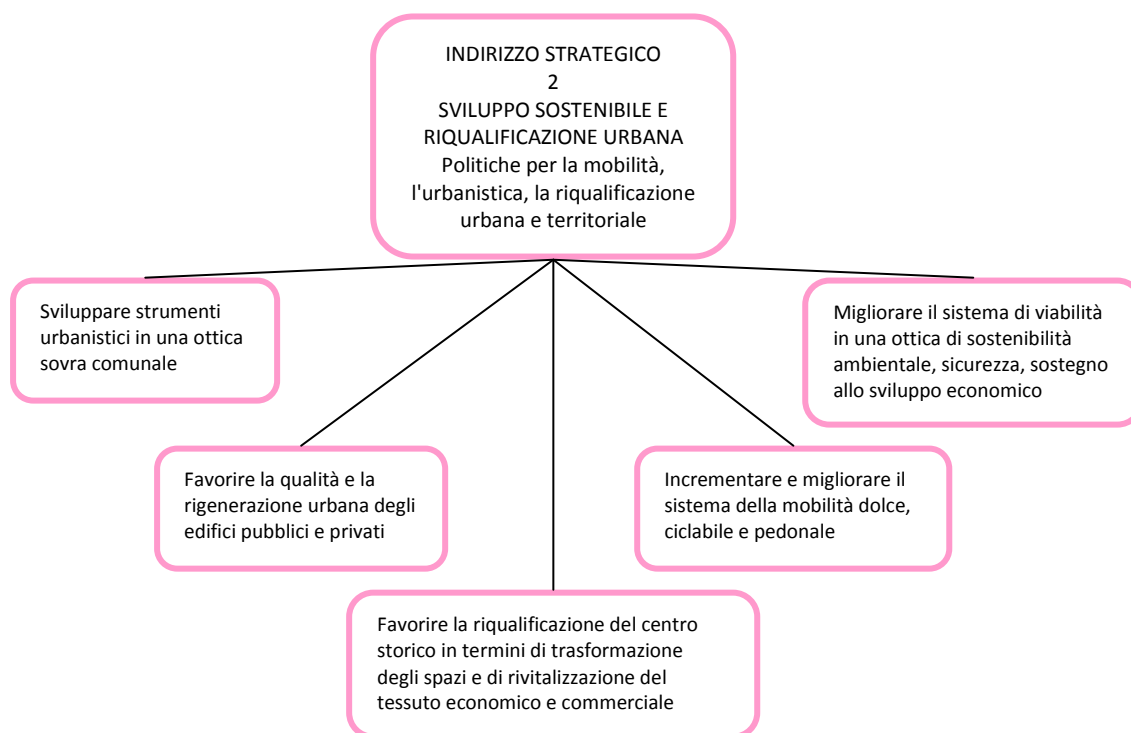 INDIRIZZO STRATEGICO
2
SVILUPPO SOSTENIBILE E
RIQUALIFICAZIONE URBANA
Politiche per la mobilità,
l'urbanistica, la riqualificazione
urbana e territoriale
Sviluppare strumenti
urbanistici in una ottica
sovra comunale
Migliorare il sistema di viabilità
in una ottica di sostenibilità
ambientale, sicurezza, sostegno
allo sviluppo economico
Favorire la qualità e la
rigenerazione urbana degli
edifici pubblici e privati
Incrementare e migliorare il
sistema della mobilità dolce,
ciclabile e pedonale
Favorire la riqualificazione del centro
storico in termini di trasformazione
degli spazi e di rivitalizzazione del
tessuto economico e commerciale